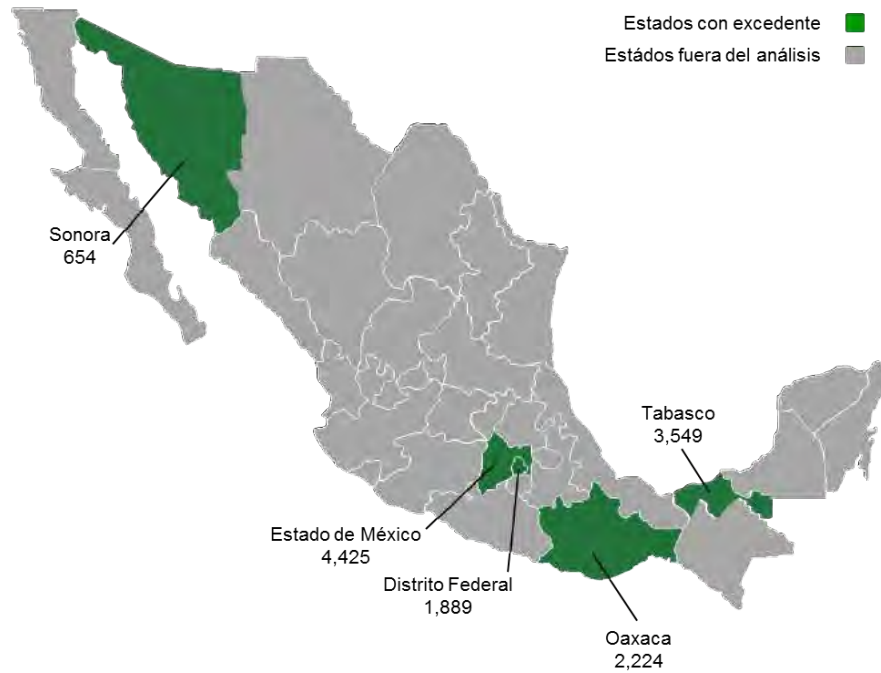 Estados con excedente
Estádos fuera del análisis
Sonora
654
Tabasco
3,549
Estado de México
4,425
Distrito Federal
1,889
Oaxaca
2,224